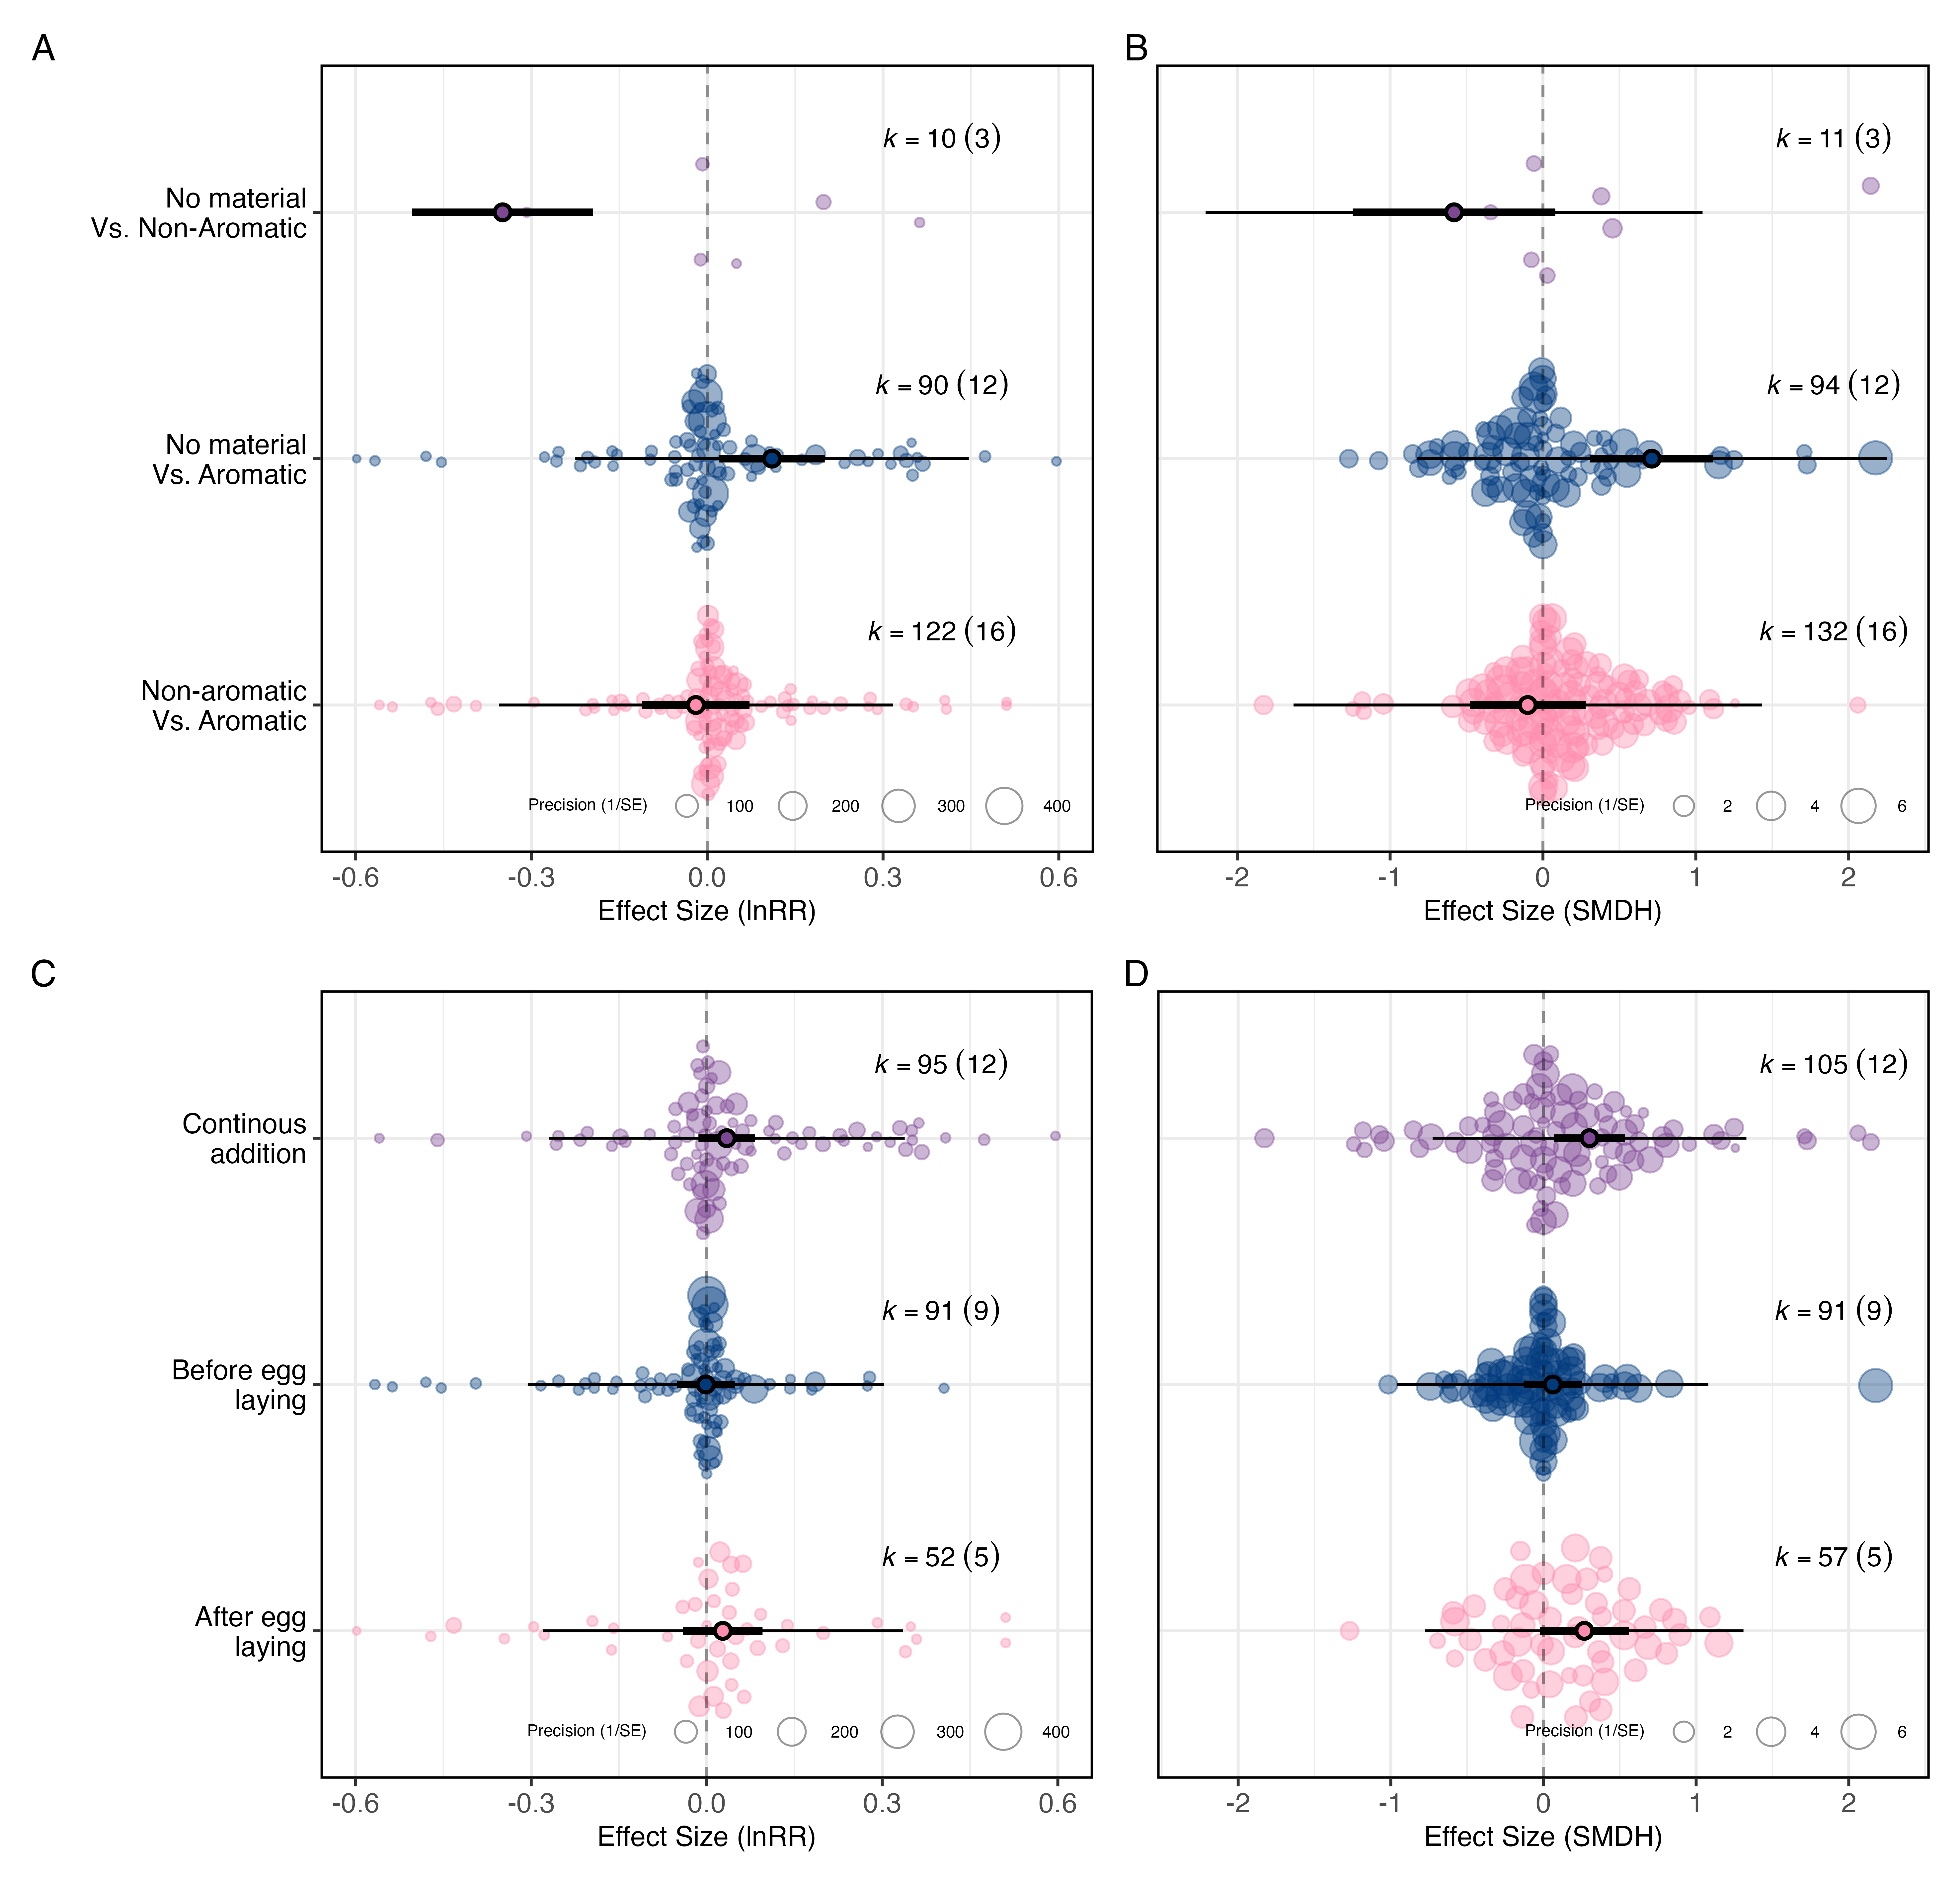 A
No material
Vs. Non-Aromatic
No material
Vs. Aromatic
Non-aromatic
Vs. Aromatic
k = 10 (3)
k = 90 (12)
k = 122 (16)
Precision (1/SE) 100 200 300 400
-0.6 -0.3 0.0 0.3 0.6
Effect Size (lnRR)
B
k = 11 (3)
k = 94 (12)
k = 132 (16)
Precision (1/SE) 2 4 6
-2 -1 0 1 2
Effect Size (SMDH)
C
Continous
addition
Before egg
laying
After egg
laying
k = 95 (12)
k = 91 (9)
k = 52 (5)
Precision (1/SE) 100 200 300 400
-0.6 -0.3 0.0 0.3 0.6
Effect Size (lnRR)
D
k = 105 (12)
k = 91 (9)
k = 57 (5)
Precision (1/SE) 2 4 6
-2 -1 0 1 2
Effect Size (SMDH)